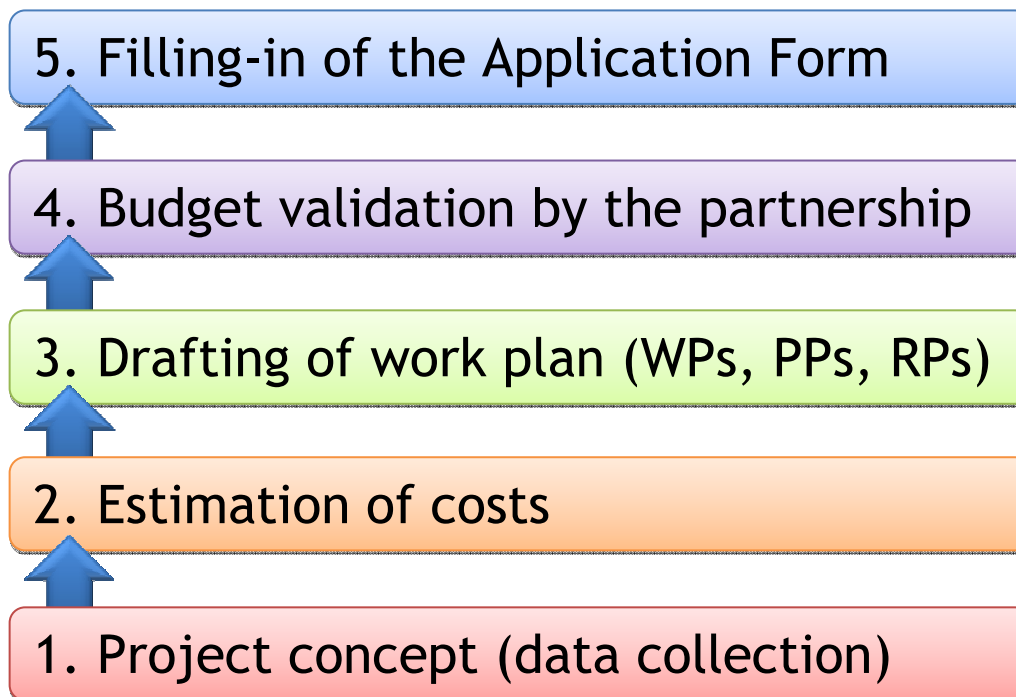 5. Filling-in of the Application Form
4. Budget validation by the partnership
3. Drafting of work plan (WPs, PPs, RPs)
2. Estimation of costs
1. Project concept (data collection)